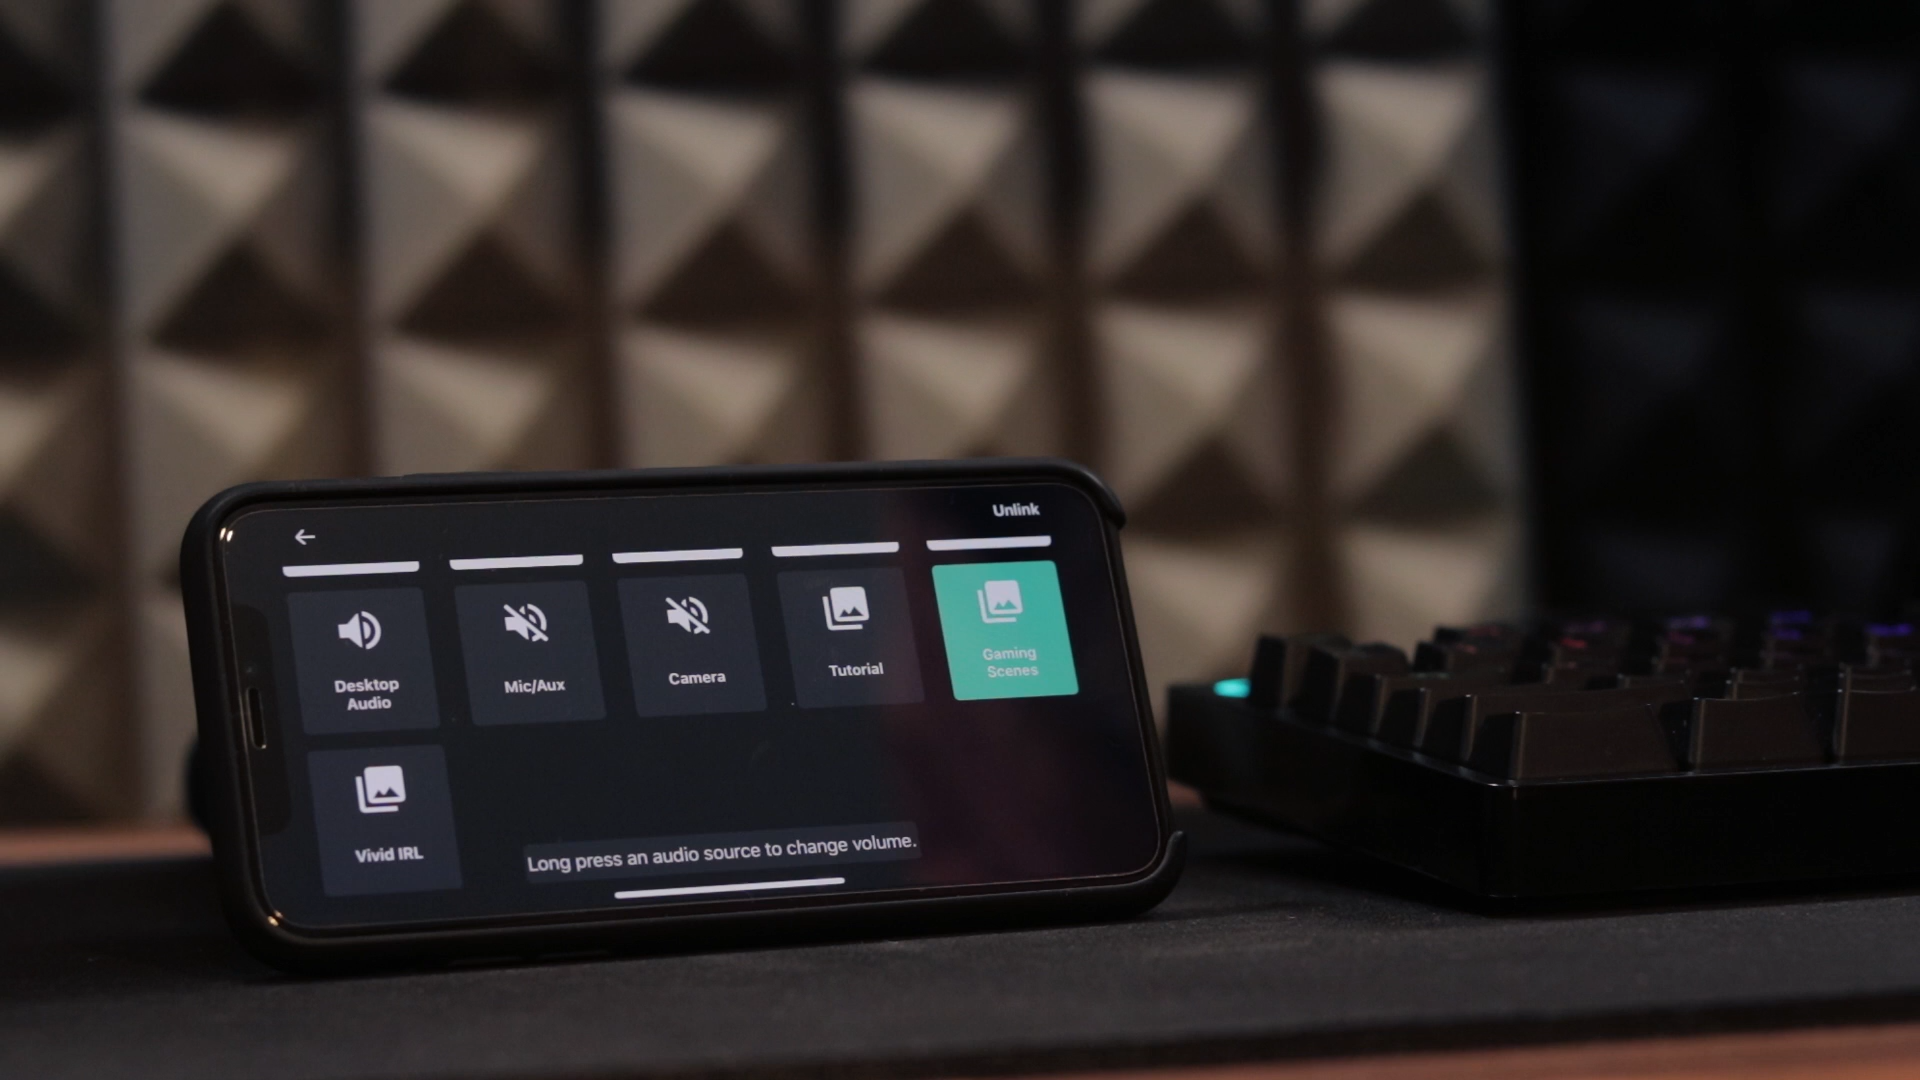 Unlink
Desktop
Audio
Mic/Aux
Camera
Tutorial
Gaming
Scenes
Vivid IRL
Long press an audio source to change volume.